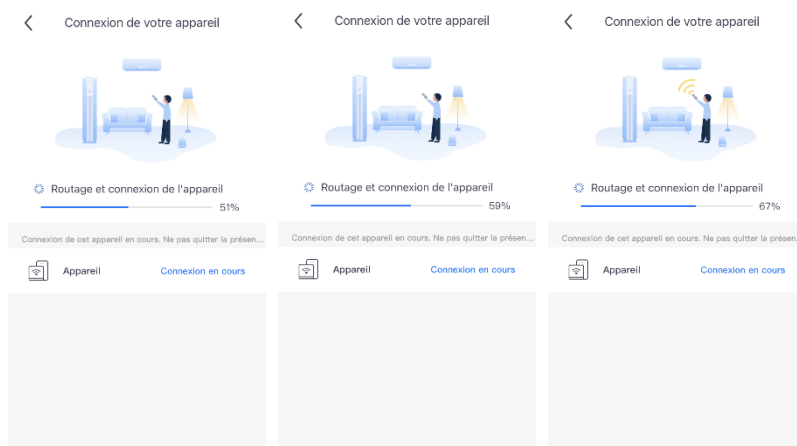 Connexion de votre appareil
Routage et connexion de l'appareil
51%
Connexion de cet appareil en cours. Ne pas quitter la présen...
Appareil
Connexion en cours
Connexion de votre appareil
Routage et connexion de l'appareil
59%
Connexion de cet appareil en cours. Ne pas quitter la présen...
Appareil
Connexion en cours
Connexion de votre appareil
Routage et connexion de l'appareil
67%
Connexion de cet appareil en cours. Ne pas quitter la présen.
Appareil
Connexion en cours